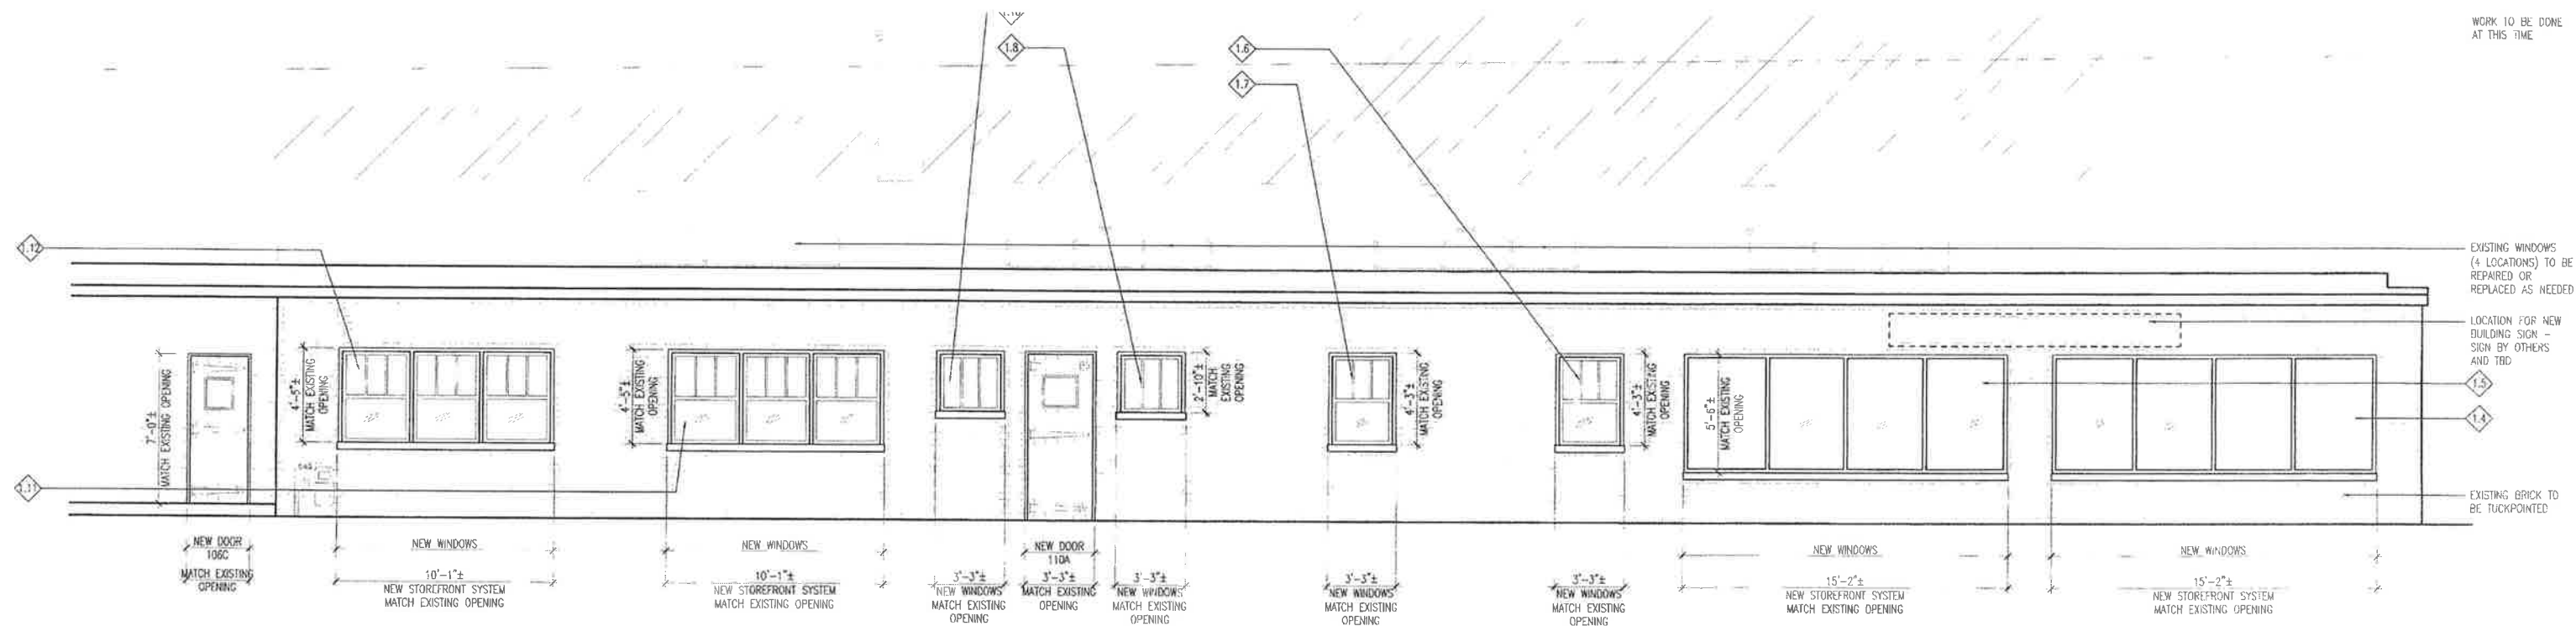 WORK TO BE DONE
AT THIS TIME
1.10
1.8
1.6
1.7
1.12
EXISTING WINDOWS
(4 LOCATIONS) TO BE
REPAIRED OR
REPLACED AS NEEDED
LOCATION FOR NEW
BUILDING SIGN -
SIGN BY OTHERS
AND TBD
1.5
1.4
EXISTING BRICK TO
BE TUCKPOINTED
7'-0"±
MATCH EXISTING OPENING
4'-5"±
MATCH EXISTING
OPENING
4'-5"±
MATCH EXISTING
OPENING
2'-10"±
MATCH
EXISTING
OPENING
4'-3"±
MATCH EXISTING
OPENING
4'-3"±
MATCH EXISTING
OPENING
5'-6"±
MATCH EXISTING
OPENING
GAS
1.11
NEW DOOR
106C
MATCH EXISTING
OPENING
NEW WINDOWS
10'-1"±
NEW STOREFRONT SYSTEM
MATCH EXISTING OPENING
NEW WINDOWS
10'-1"±
NEW STOREFRONT SYSTEM
MATCH EXISTING OPENING
3'-3"±
NEW WINDOWS
MATCH EXISTING
OPENING
NEW DOOR
110A
3'-3"±
MATCH EXISTING
OPENING
3'-3"±
NEW WINDOWS
MATCH EXISTING
OPENING
3'-3"±
NEW WINDOWS
MATCH EXISTING
OPENING
3'-3"±
NEW WINDOWS
MATCH EXISTING
OPENING
NEW WINDOWS
15'-2"±
NEW STOREFRONT SYSTEM
MATCH EXISTING OPENING
NEW WINDOWS
15'-2"±
NEW STOREFRONT SYSTEM
MATCH EXISTING OPENING